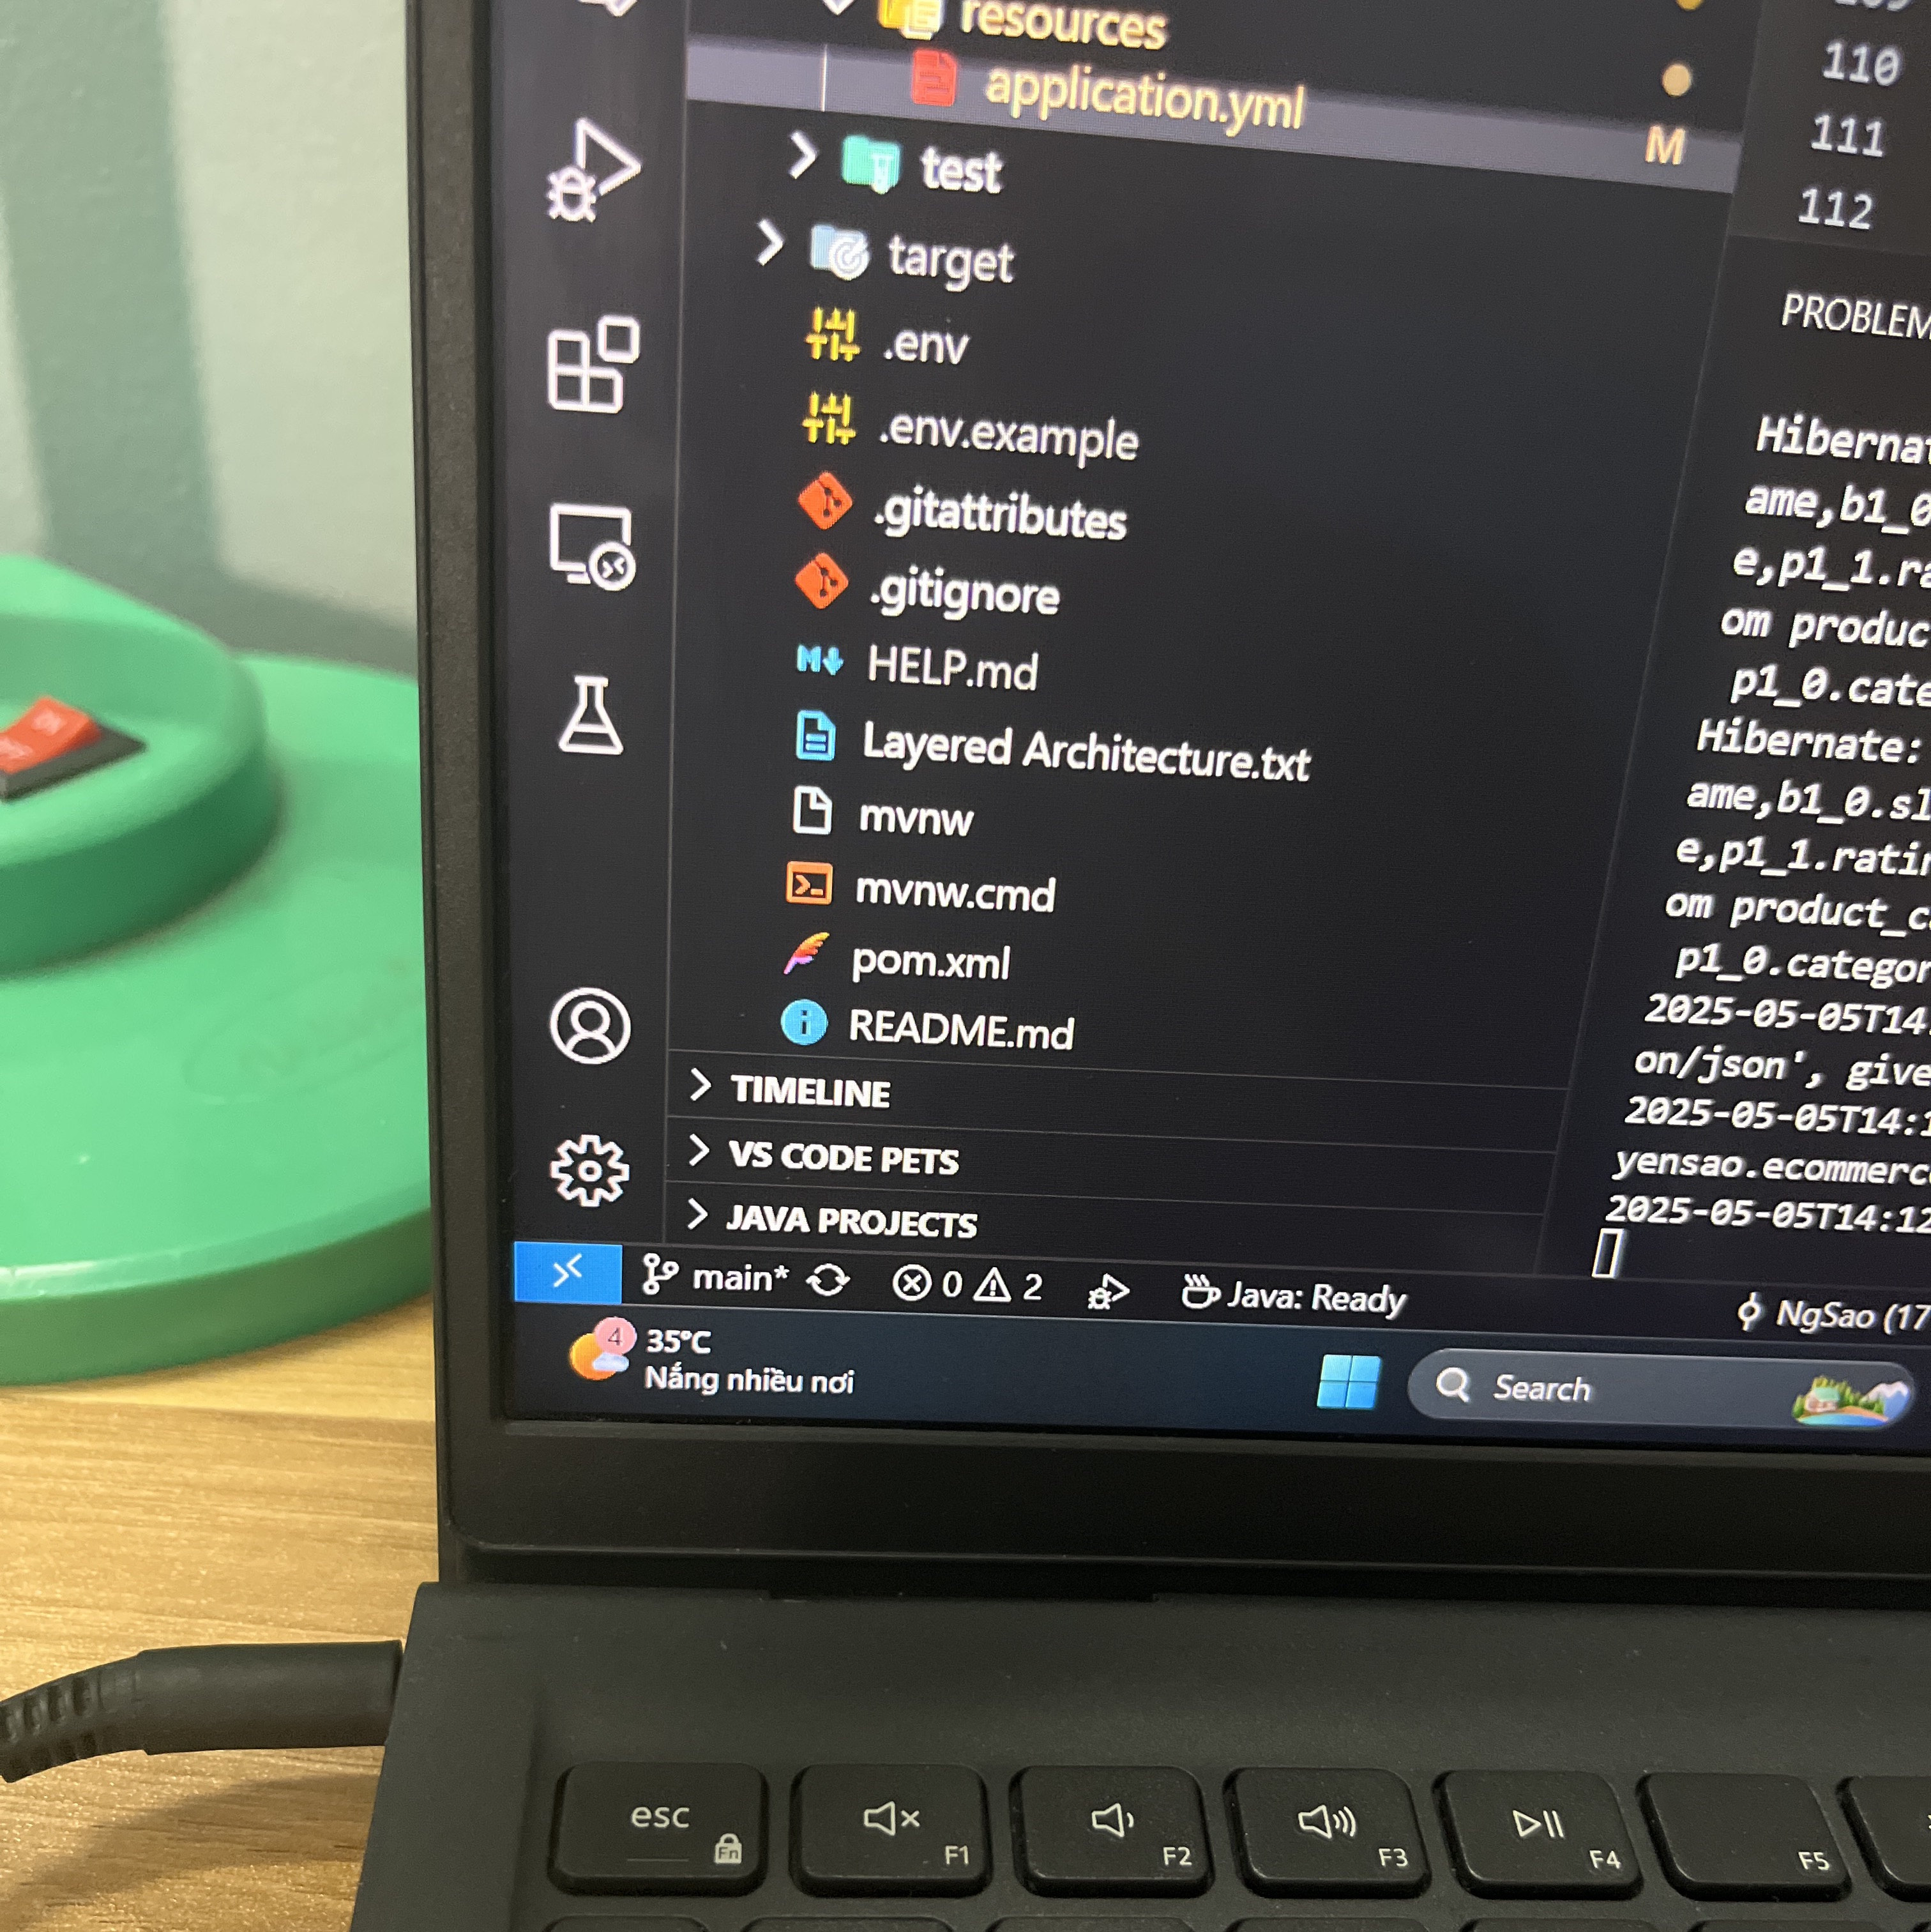 resources
application.yml
M
test
target
.env
.env.example
.gitattributes
.gitignore
HELP.md
Layered Architecture.txt
mvnw
mvnw.cmd
pom.xml
README.md
TIMELINE
VS CODE PETS
JAVA PROJECTS
110
111
112
PROBLEM
Hibernat
ame,b1_0
e,p1_1.ra
om produc
p1_0.cate
Hibernate:
ame,b1_0.sl
e,p1_1.ratin
om product_c
p1_0.categor
2025-05-05T14:
on/json', give
2025-05-05T14:1
yensao.ecommerc
2025-05-05T14:12
main* 0 2 Java: Ready NgSao (17
4
35°C
Nắng nhiều nơi
Search
esc Fn F1 F2 F3 F4 F5